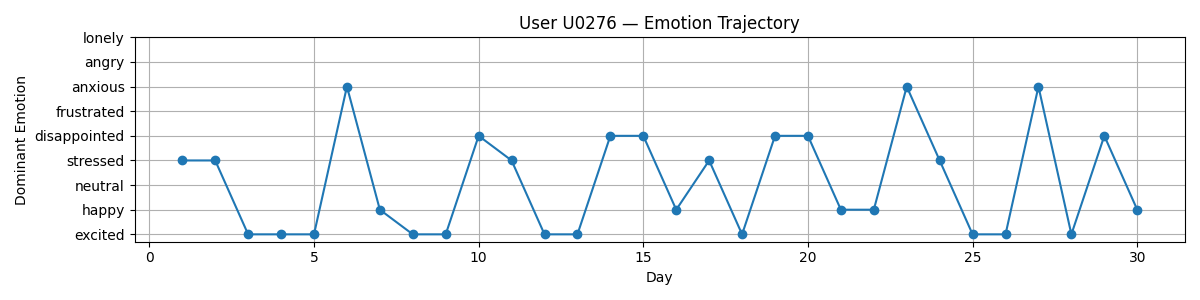 User U0276 — Emotion Trajectory
Dominant Emotion
lonely
angry
anxious
frustrated
disappointed
stressed
neutral
happy
excited
0 5 10 15 20 25 30
Day